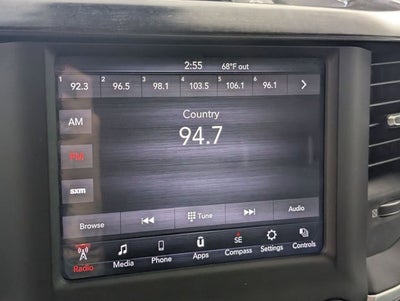 2:55 68°F out
1 92.3 2 96.5 3 98.1 4 103.5 5 106.1 6 96.1
AM
Country
94.7
FM
sxm
Browse Tune Audio
SE
Radio Media Phone Apps Compass Settings Controls